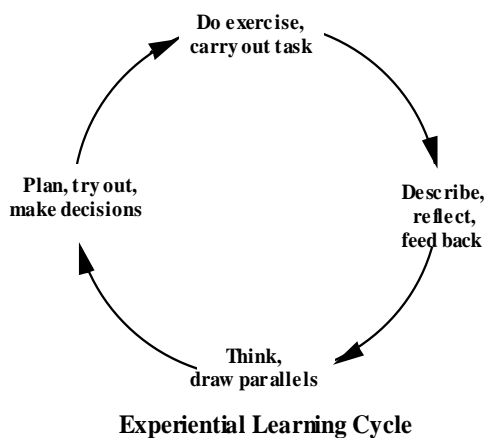 Do exercise,
carry out task
Plan, try out,
make decisions
Describe,
reflect,
feed back
Think,
draw parallels
Experiential Learning Cycle